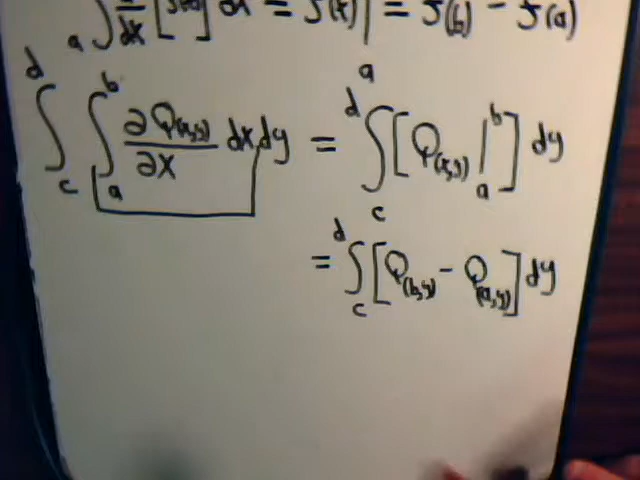 a∫ d/dx [f(x)] dx = f(x)|a = f(b) - f(a)
∫_c^d ∫_a^b ∂Q(x,y)/∂x dx dy = ∫_c^d [Q(x,y)|_a^b] dy
= ∫_c^d [Q(b,y) - Q(a,y)] dy